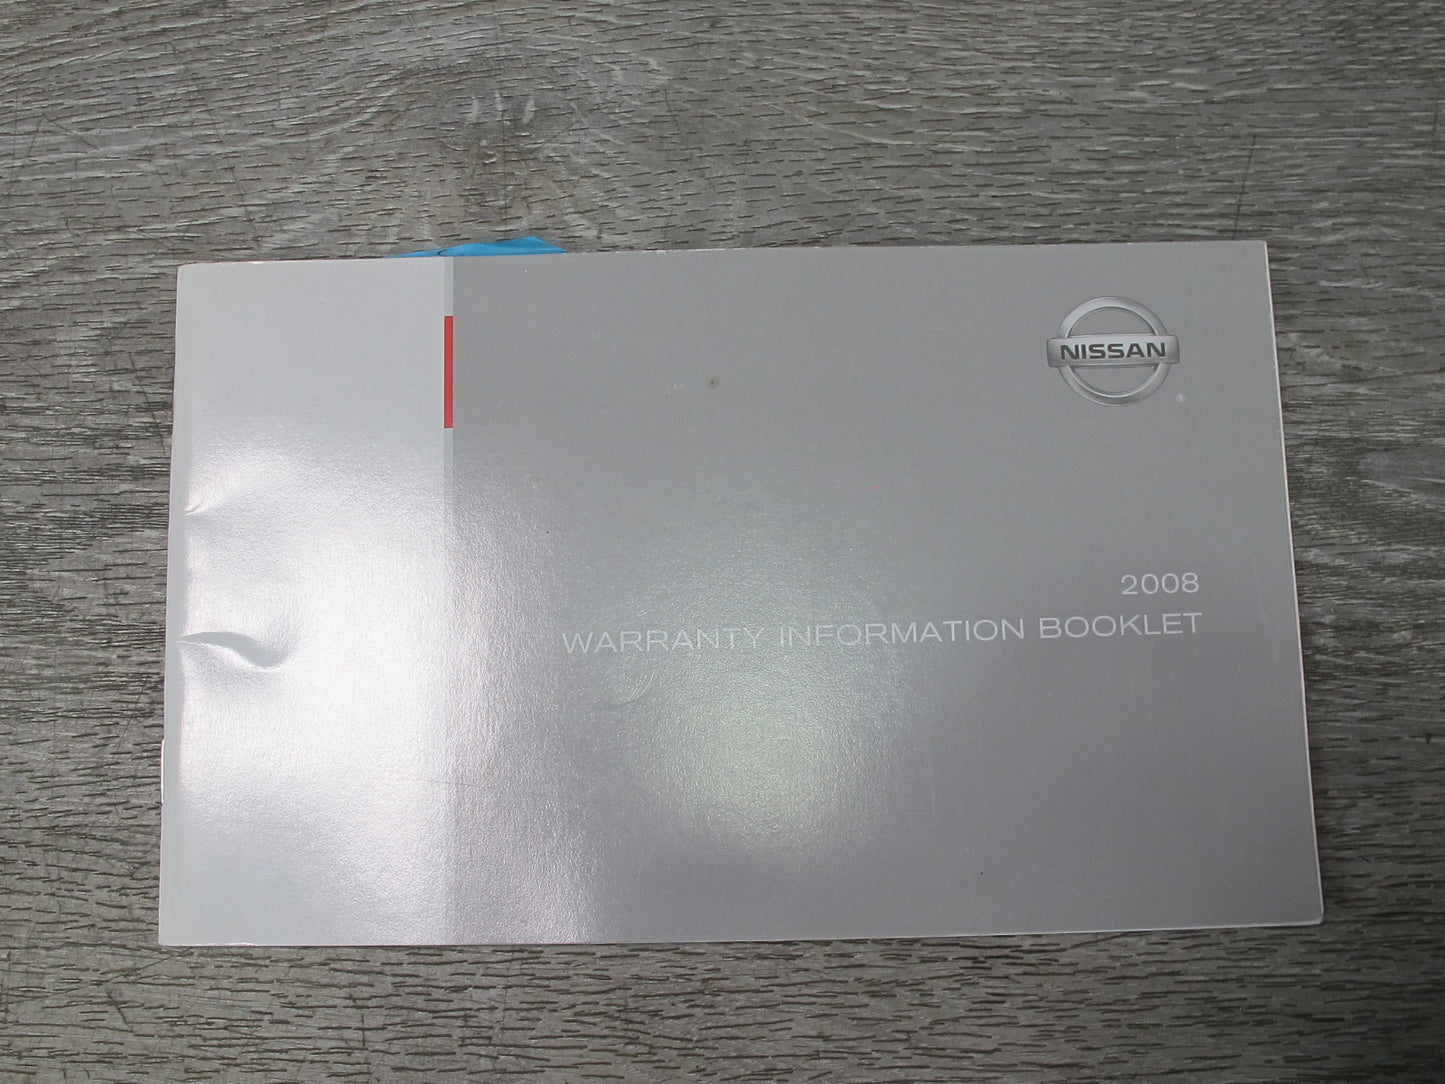 NISSAN
®
2008
WARRANTY INFORMATION BOOKLET